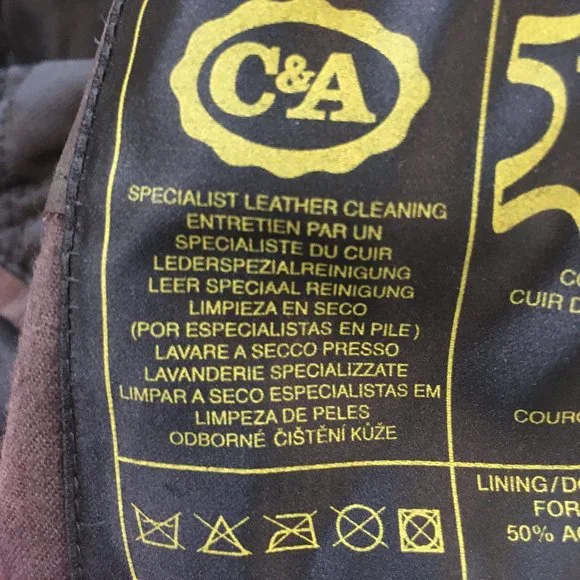 C&A
SPECIALIST LEATHER CLEANING
ENTRETIEN PAR UN
SPECIALISTE DU CUIR
LEDERSPEZIALREINIGUNG
LEER SPECIAAL REINIGUNG
LIMPIEZA EN SECO
(POR ESPECIALISTAS EN PILE)
LAVARE A SECCO PRESSO
LAVANDERIE SPECIALIZZATE
LIMPAR A SECO ESPECIALISTAS EM
LIMPEZA DE PELES
ODBORNÉ ČIŠTĚNÍ KŮŽE
5
CUIR D
COURO
LINING/DO
FOR
50% A